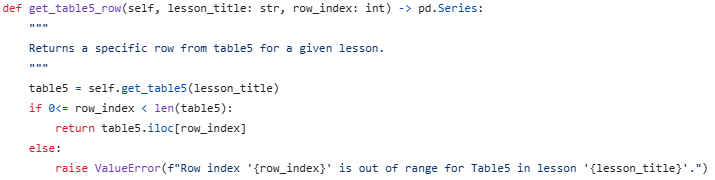 def get_table5_row(self, lesson_title: str, row_index: int) -> pd.Series:
    """
    Returns a specific row from table5 for a given lesson.
    """
    table5 = self.get_table5(lesson_title)
    if 0<= row_index < len(table5):
        return table5.iloc[row_index]
    else:
        raise ValueError(f"Row index '{row_index}' is out of range for Table5 in lesson '{lesson_title}'.")